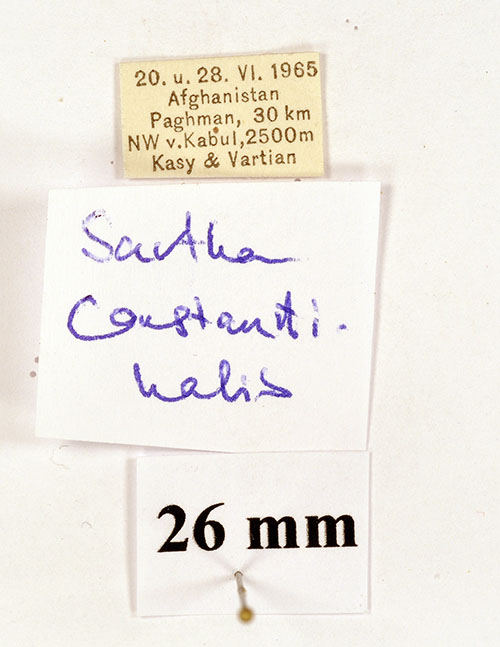 20. u. 28. VI. 1965
Afghanistan
Paghman, 30 km
NW v.Kabul,2500m
Kasy & Vartian
Sartha
Constanti-
nalis
26 mm